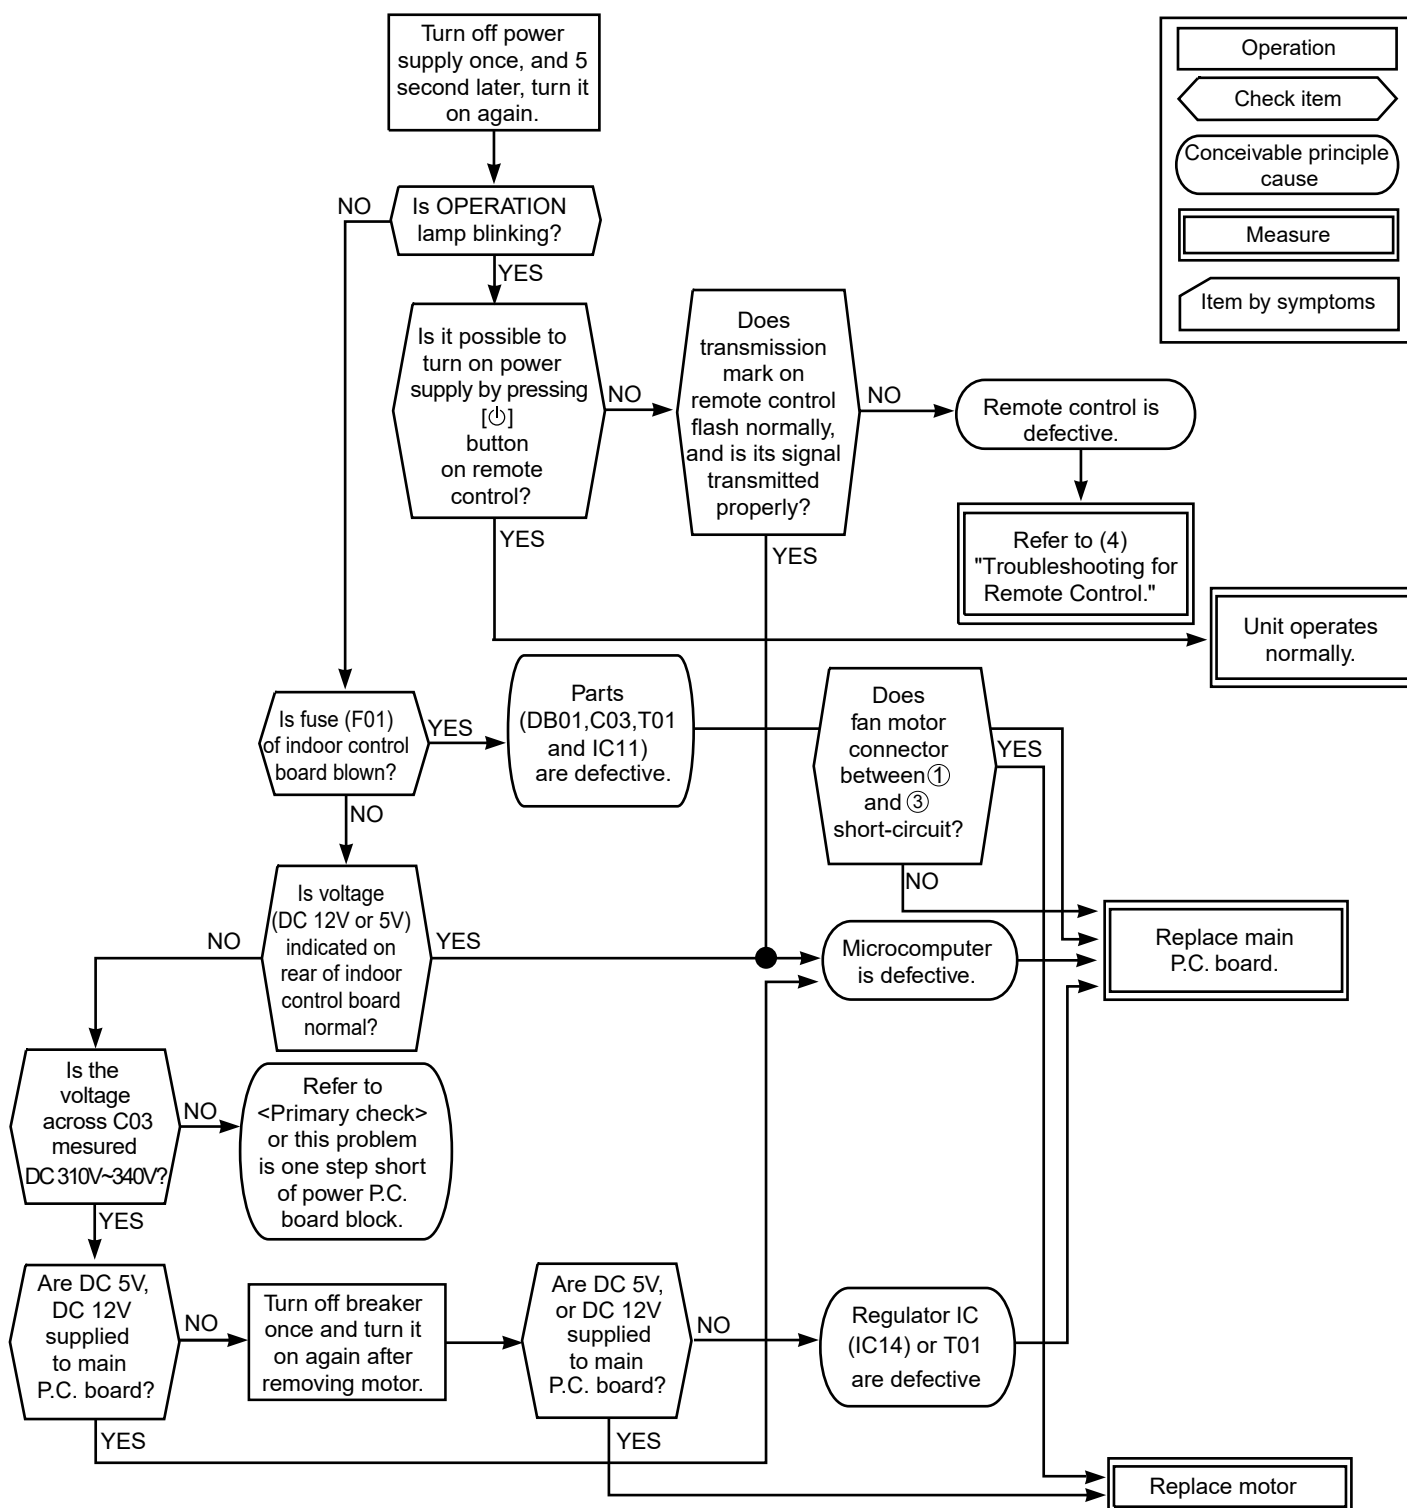 Turn off power
supply once, and 5
second later, turn it
on again.
Operation
Check item
Conceivable principle
cause
Measure
Item by symptoms
NO
Is OPERATION
lamp blinking?
YES
Is it possible to
turn on power
supply by pressing
[⏻]
button
on remote
control?
NO
YES
Does
transmission
mark on
remote control
flash normally,
and is its signal
transmitted
properly?
NO
YES
Remote control is
defective.
Refer to (4)
"Troubleshooting for
Remote Control."
Unit operates
normally.
Is fuse (F01)
of indoor control
board blown?
YES
NO
Parts
(DB01,C03,T01
and IC11)
are defective.
Does
fan motor
connector
between ①
and ③
short-circuit?
YES
NO
Is voltage
(DC 12V or 5V)
indicated on
rear of indoor
control board
normal?
NO
YES
Microcomputer
is defective.
Replace main
P.C. board.
Is the
voltage
across C03
mesured
DC 310V~340V?
NO
YES
Refer to
<Primary check>
or this problem
is one step short
of power P.C.
board block.
Are DC 5V,
DC 12V
supplied
to main
P.C. board?
NO
YES
Turn off breaker
once and turn it
on again after
removing motor.
Are DC 5V,
or DC 12V
supplied
to main
P.C. board?
NO
YES
Regulator IC
(IC14) or T01
are defective
Replace motor